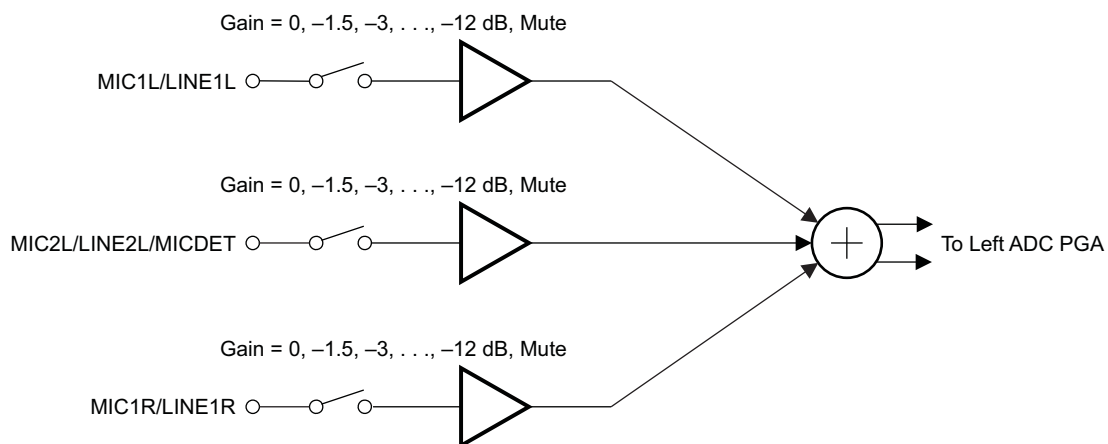 Gain = 0, –1.5, –3, . . ., –12 dB, Mute
MIC1L/LINE1L
Gain = 0, –1.5, –3, . . ., –12 dB, Mute
MIC2L/LINE2L/MICDET
+
To Left ADC PGA
Gain = 0, –1.5, –3, . . ., –12 dB, Mute
MIC1R/LINE1R